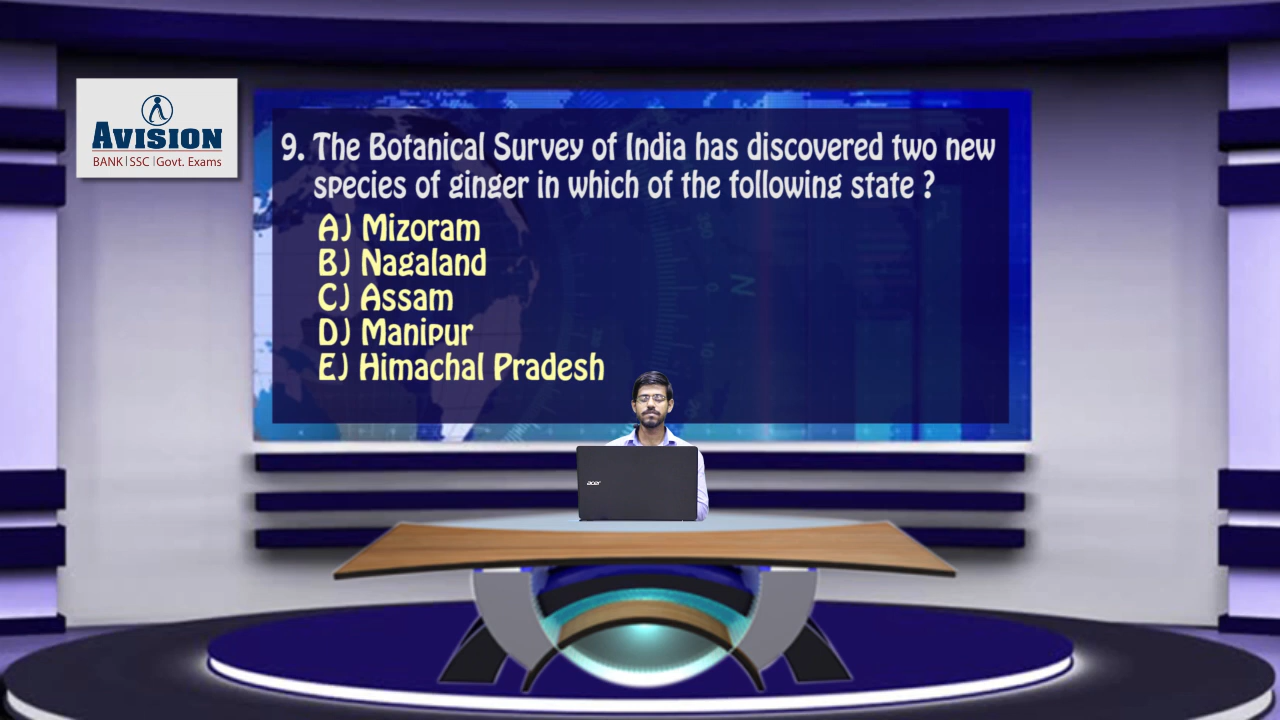 AVISION
BANK | SSC | Govt. Exams
9. The Botanical Survey of India has discovered two new
species of ginger in which of the following state ?
A) Mizoram
B) Nagaland
C) Assam
D) Manipur
E) Himachal Pradesh
acer